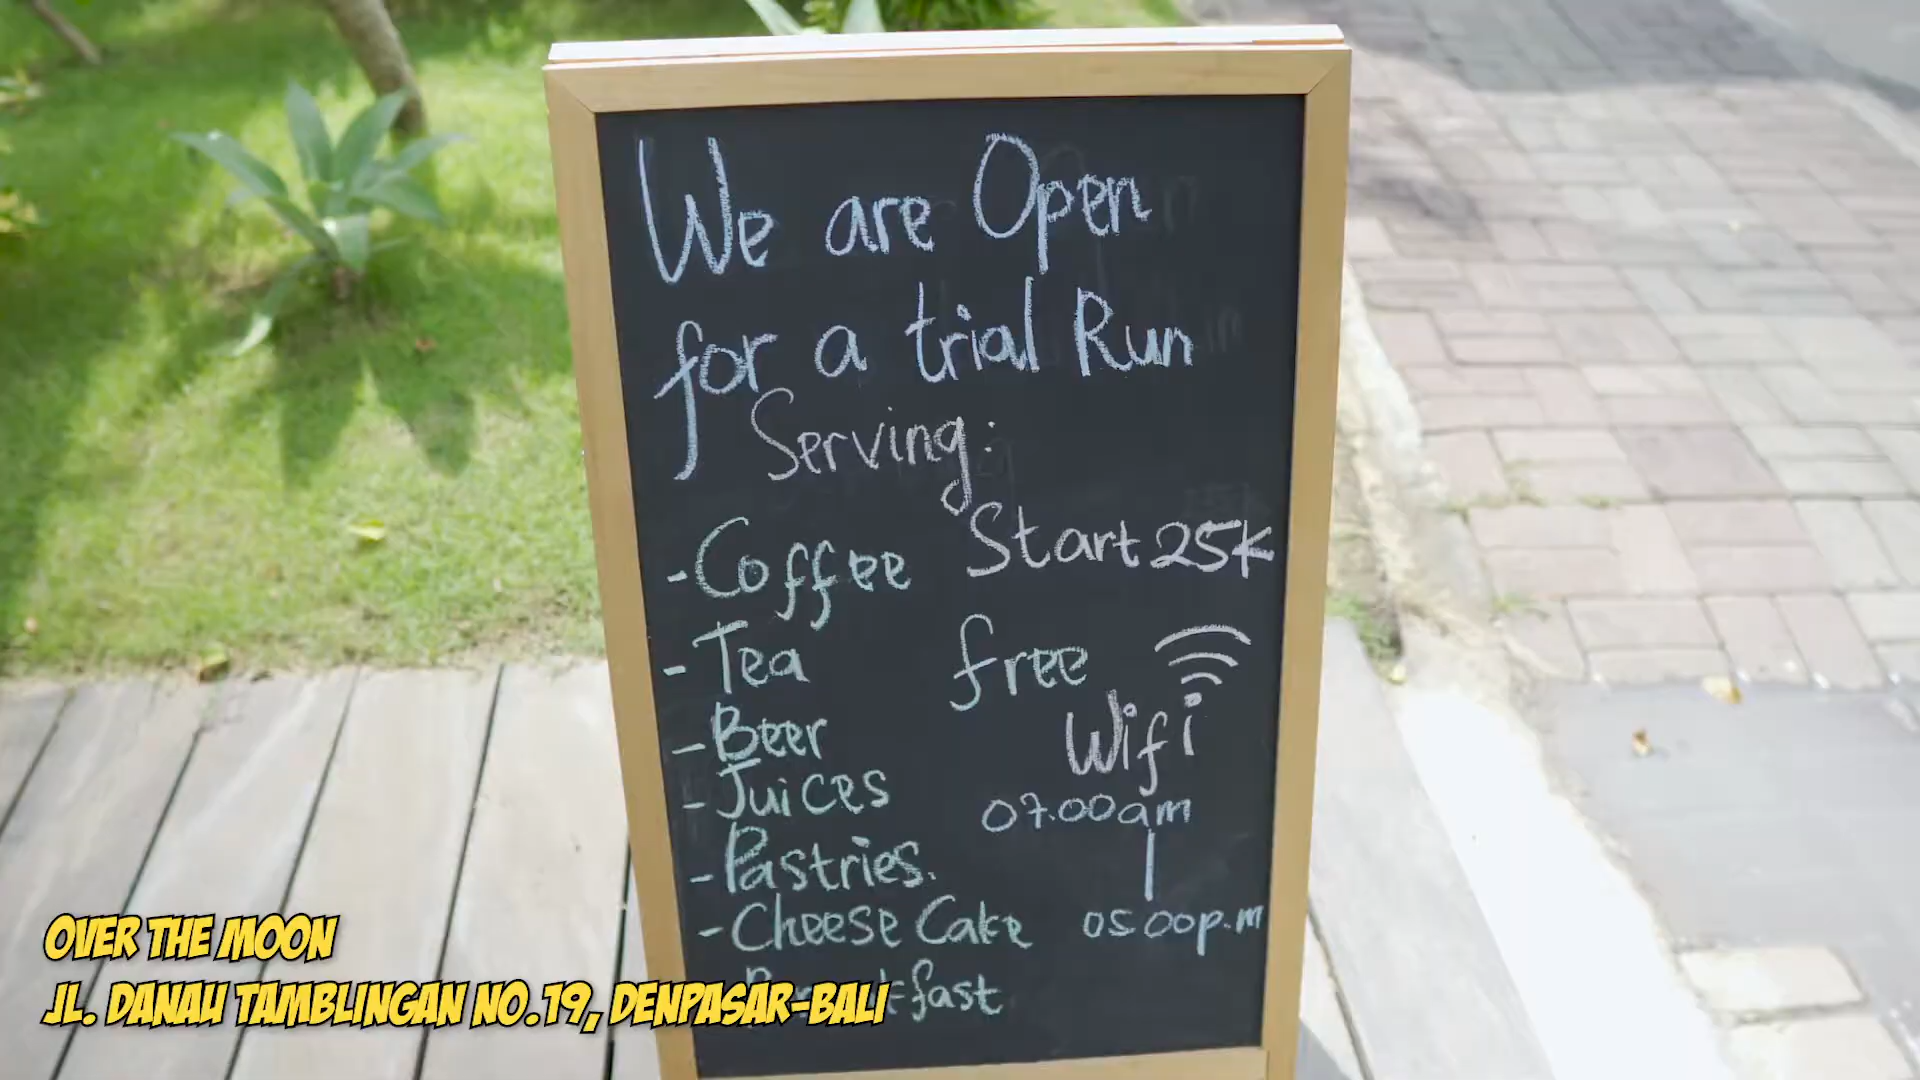 We are Open
for a trial Run
Serving:
- Coffee
- Tea
- Beer
- Juices
- Pastries.
- Cheese Cake
Start 25K
free
Wifi
07.00am
|
05.00p.m
OVER THE MOON
JL. DANAU TAMBLINGAN NO.19, DENPASAR-BALI